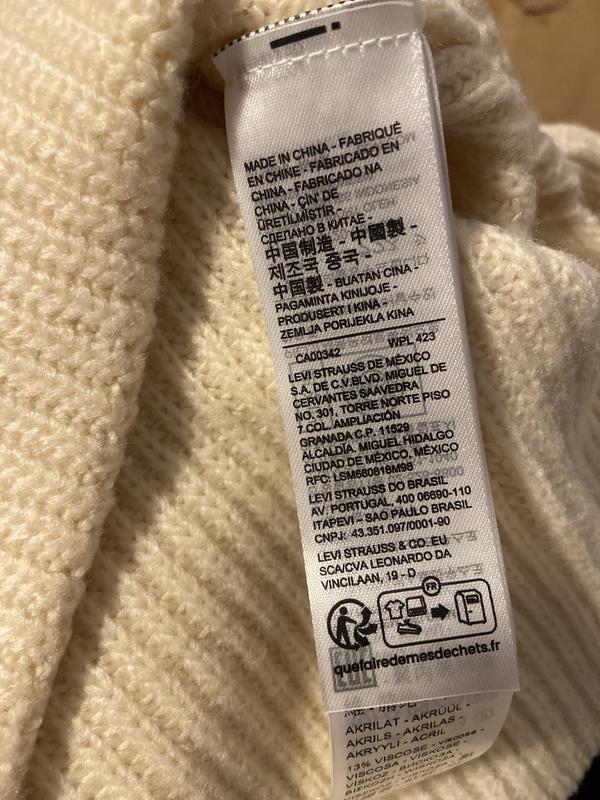 MADE IN CHINA - FABRIQUÉ
EN CHINE - FABRICADO EN
CHINA - FABRICADO NA
CHINA - ÇİN' DE
ÜRETİLMİŞTİR -
СДЕЛАНО В КИТАЕ -
中国制造 - 中國製 -
제조국 중국 -
中国製 - BUATAN CINA -
PAGAMINTA KINIJOJE -
PRODUSERT I KINA -
ZEMLJA PORIJEKLA KINA
CA00342 WPL 423
LEVI STRAUSS DE MÉXICO
S.A. DE C.V.BLVD. MIGUEL DE
CERVANTES SAAVEDRA
NO. 301, TORRE NORTE PISO
7.COL. AMPLIACIÓN
GRANADA C.P. 11529
ALCALDÍA. MIGUEL HIDALGO
CIUDAD DE MÉXICO, MÉXICO
RFC: LSM660618M98
LEVI STRAUSS DO BRASIL
AV. PORTUGAL, 400 06690-110
ITAPEVI – SAO PAULO BRASIL
CNPJ: 43.351.097/0001-90
LEVI STRAUSS & CO. EU
SCA/CVA LEONARDO DA
VINCILAAN, 19 - D
FR
quefairedemesdechets.fr
AKRILAT - AKRÜÜL -
AKRILS - AKRILAS -
AKRYYLI - ACRIL
13% VISCOSE - VISCOSE -
VISCOSA - ВИСКОЗА -